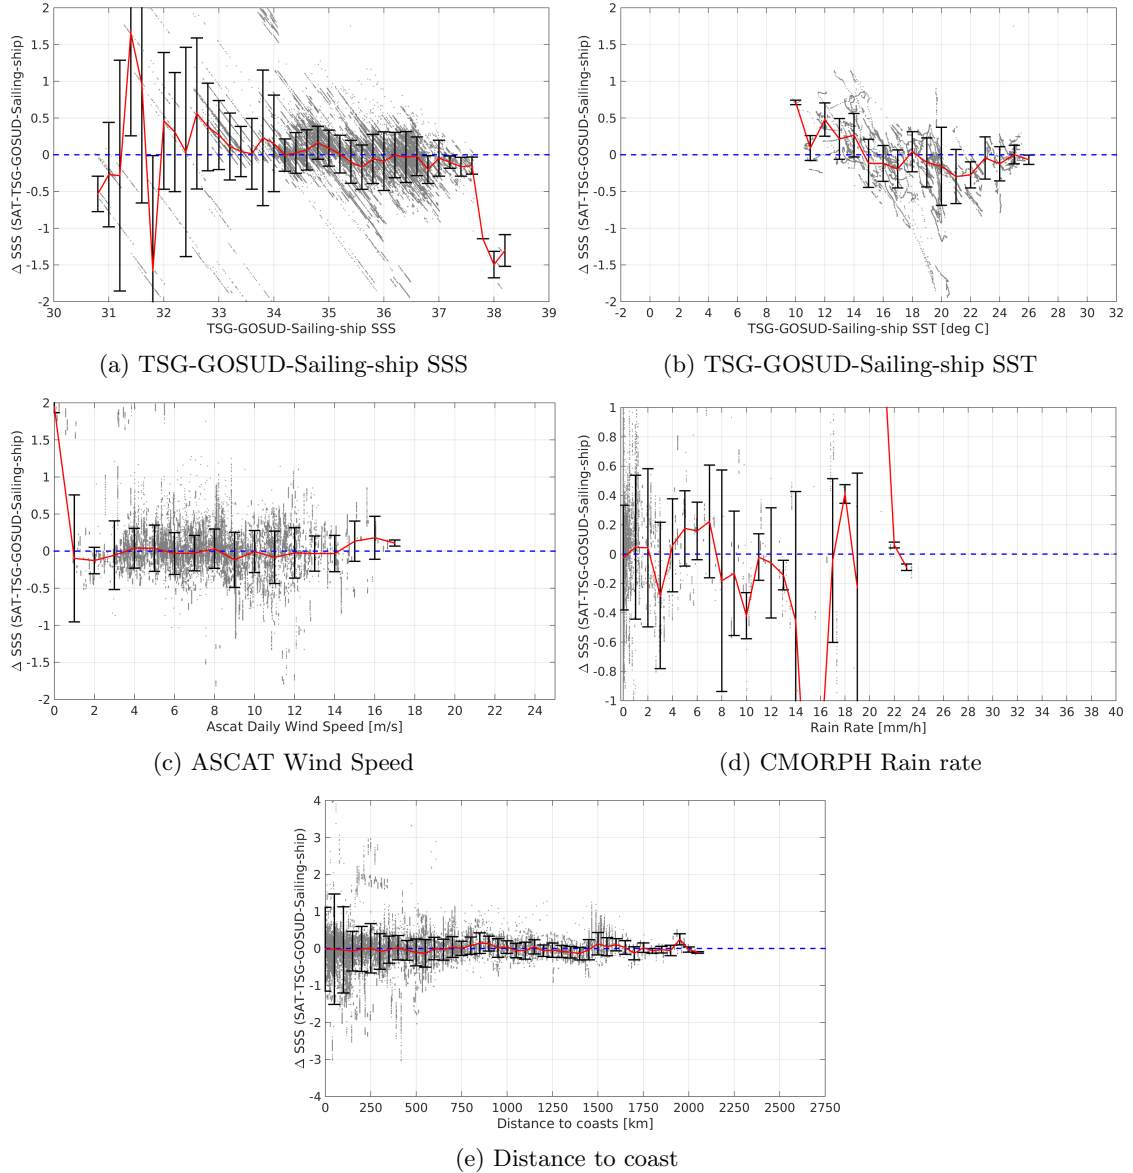 2
1.5
1
0.5
0
-0.5
-1
-1.5
-2
Δ SSS (SAT-TSG-GOSUD-Sailing-ship)
30 31 32 33 34 35 36 37 38 39
TSG-GOSUD-Sailing-ship SSS
(a) TSG-GOSUD-Sailing-ship SSS
2
1.5
1
0.5
0
-0.5
-1
-1.5
-2
Δ SSS (SAT-TSG-GOSUD-Sailing-ship)
-2 0 2 4 6 8 10 12 14 16 18 20 22 24 26 28 30 32
TSG-GOSUD-Sailing-ship SST [deg C]
(b) TSG-GOSUD-Sailing-ship SST
2
1.5
1
0.5
0
-0.5
-1
-1.5
-2
Δ SSS (SAT-TSG-GOSUD-Sailing-ship)
0 2 4 6 8 10 12 14 16 18 20 22 24
Ascat Daily Wind Speed [m/s]
(c) ASCAT Wind Speed
1
0.8
0.6
0.4
0.2
0
-0.2
-0.4
-0.6
-0.8
-1
Δ SSS (SAT-TSG-GOSUD-Sailing-ship)
0 2 4 6 8 10 12 14 16 18 20 22 24 26 28 30 32 34 36 38 40
Rain Rate [mm/h]
(d) CMORPH Rain rate
4
3
2
1
0
-1
-2
-3
-4
Δ SSS (SAT-TSG-GOSUD-Sailing-ship)
0 250 500 750 1000 1250 1500 1750 2000 2250 2500 2750
Distance to coasts [km]
(e) Distance to coast